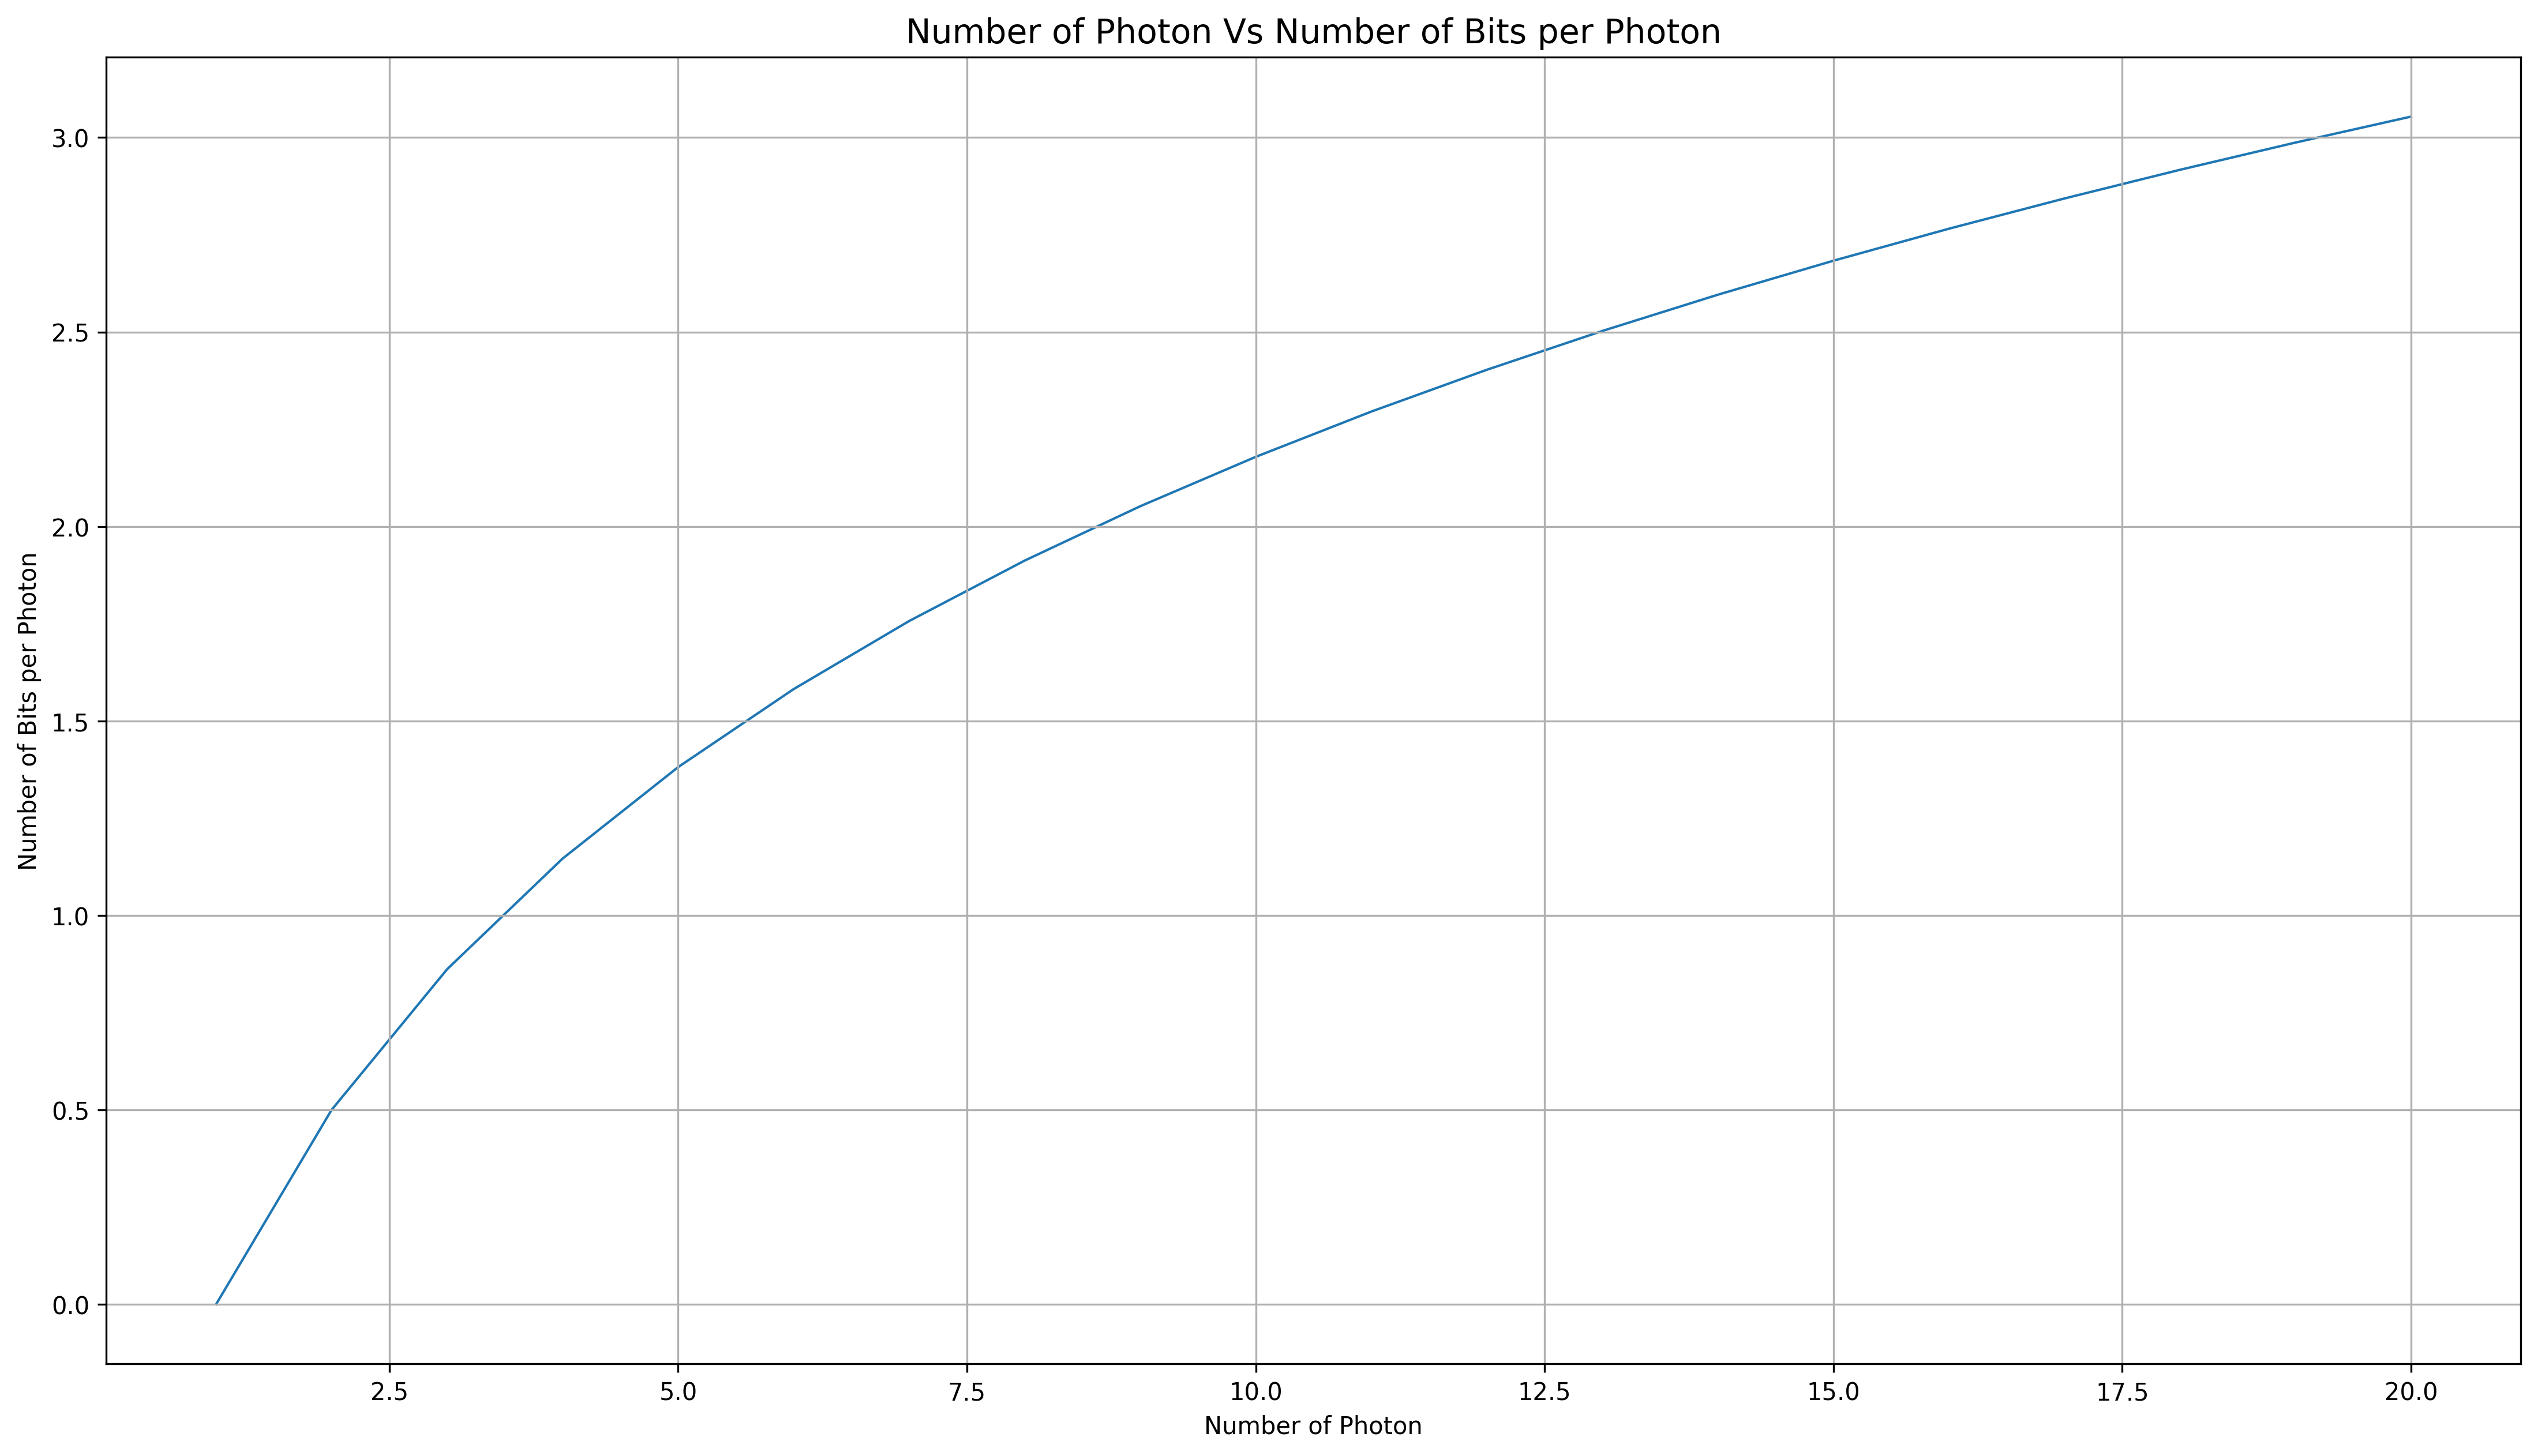 Number of Photon Vs Number of Bits per Photon
Number of Bits per Photon
3.0
2.5
2.0
1.5
1.0
0.5
0.0
2.5 5.0 7.5 10.0 12.5 15.0 17.5 20.0
Number of Photon